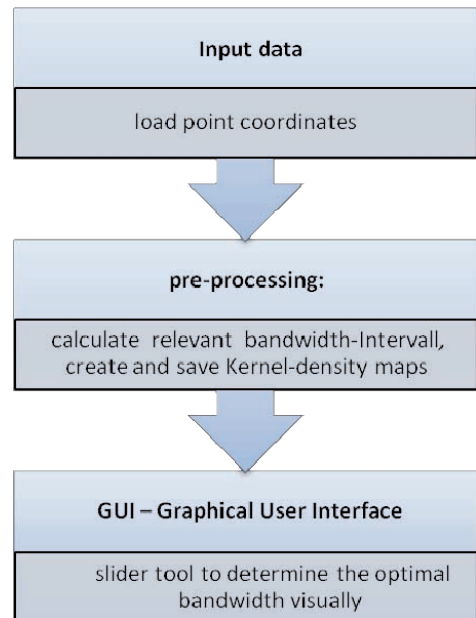 Input data
load point coordinates
pre-processing:
calculate relevant bandwidth-Intervall,
create and save Kernel-density maps
GUI – Graphical User Interface
slider tool to determine the optimal
bandwidth visually